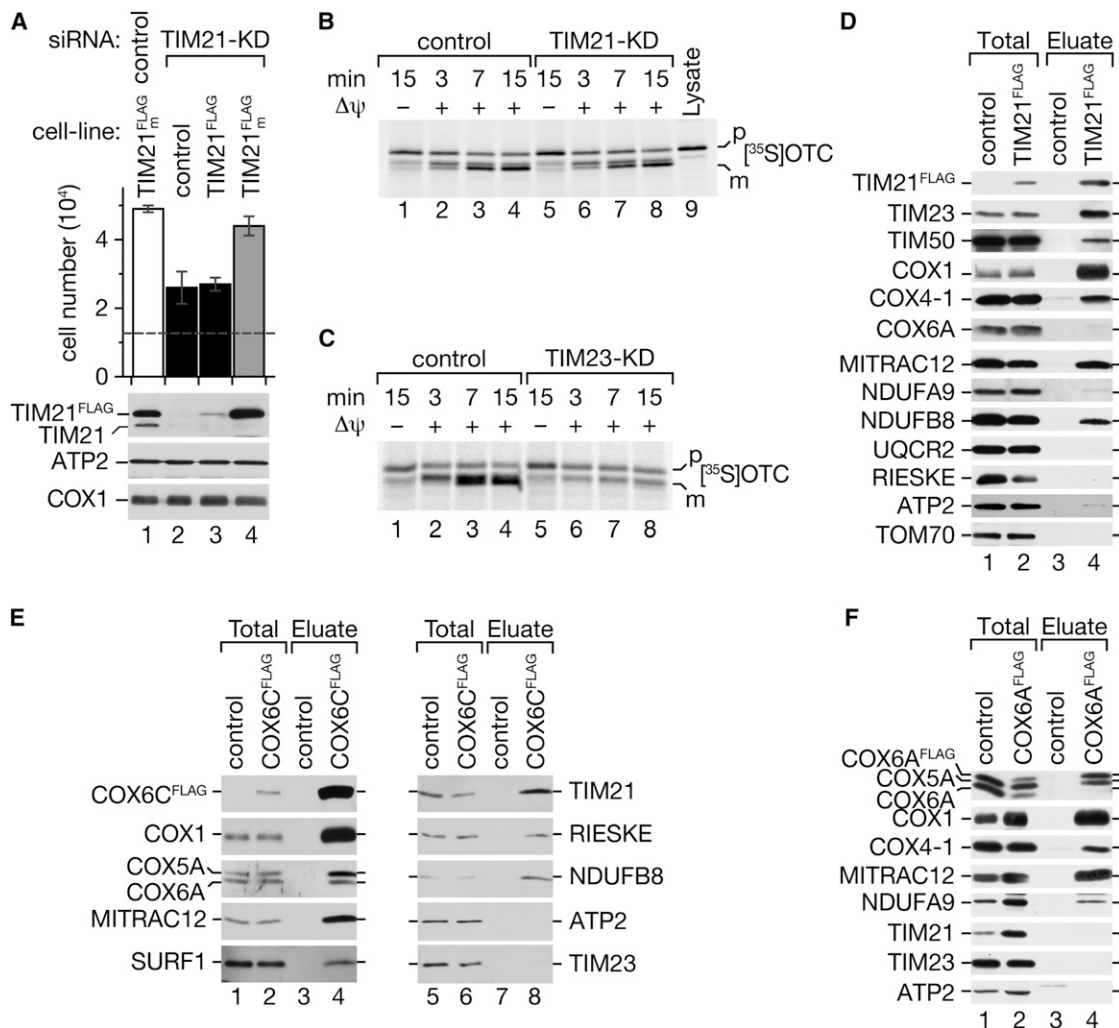 A
siRNA: control TIM21-KD
cell-line: TIM21mFLAG control TIM21FLAG TIM21mFLAG
cell number (10⁴)
4
2
0
TIM21FLAG
TIM21
ATP2
COX1
1 2 3 4
B
control TIM21-KD
min 15 3 7 15 15 3 7 15 Lysate
Δψ − + + + − + + +
p
[³⁵S]OTC
m
1 2 3 4 5 6 7 8 9
C
control TIM23-KD
min 15 3 7 15 15 3 7 15
Δψ − + + + − + + +
p
[³⁵S]OTC
m
1 2 3 4 5 6 7 8
D
Total Eluate
control TIM21FLAG control TIM21FLAG
TIM21FLAG
TIM23
TIM50
COX1
COX4-1
COX6A
MITRAC12
NDUFA9
NDUFB8
UQCR2
RIESKE
ATP2
TOM70
1 2 3 4
E
Total Eluate Total Eluate
control COX6CFLAG control COX6CFLAG control COX6CFLAG control COX6CFLAG
COX6CFLAG TIM21
COX1 RIESKE
COX5A
COX6A NDUFB8
MITRAC12 ATP2
SURF1 TIM23
1 2 3 4 5 6 7 8
F
Total Eluate
control COX6AFLAG control COX6AFLAG
COX6AFLAG
COX5A
COX6A
COX1
COX4-1
MITRAC12
NDUFA9
TIM21
TIM23
ATP2
1 2 3 4